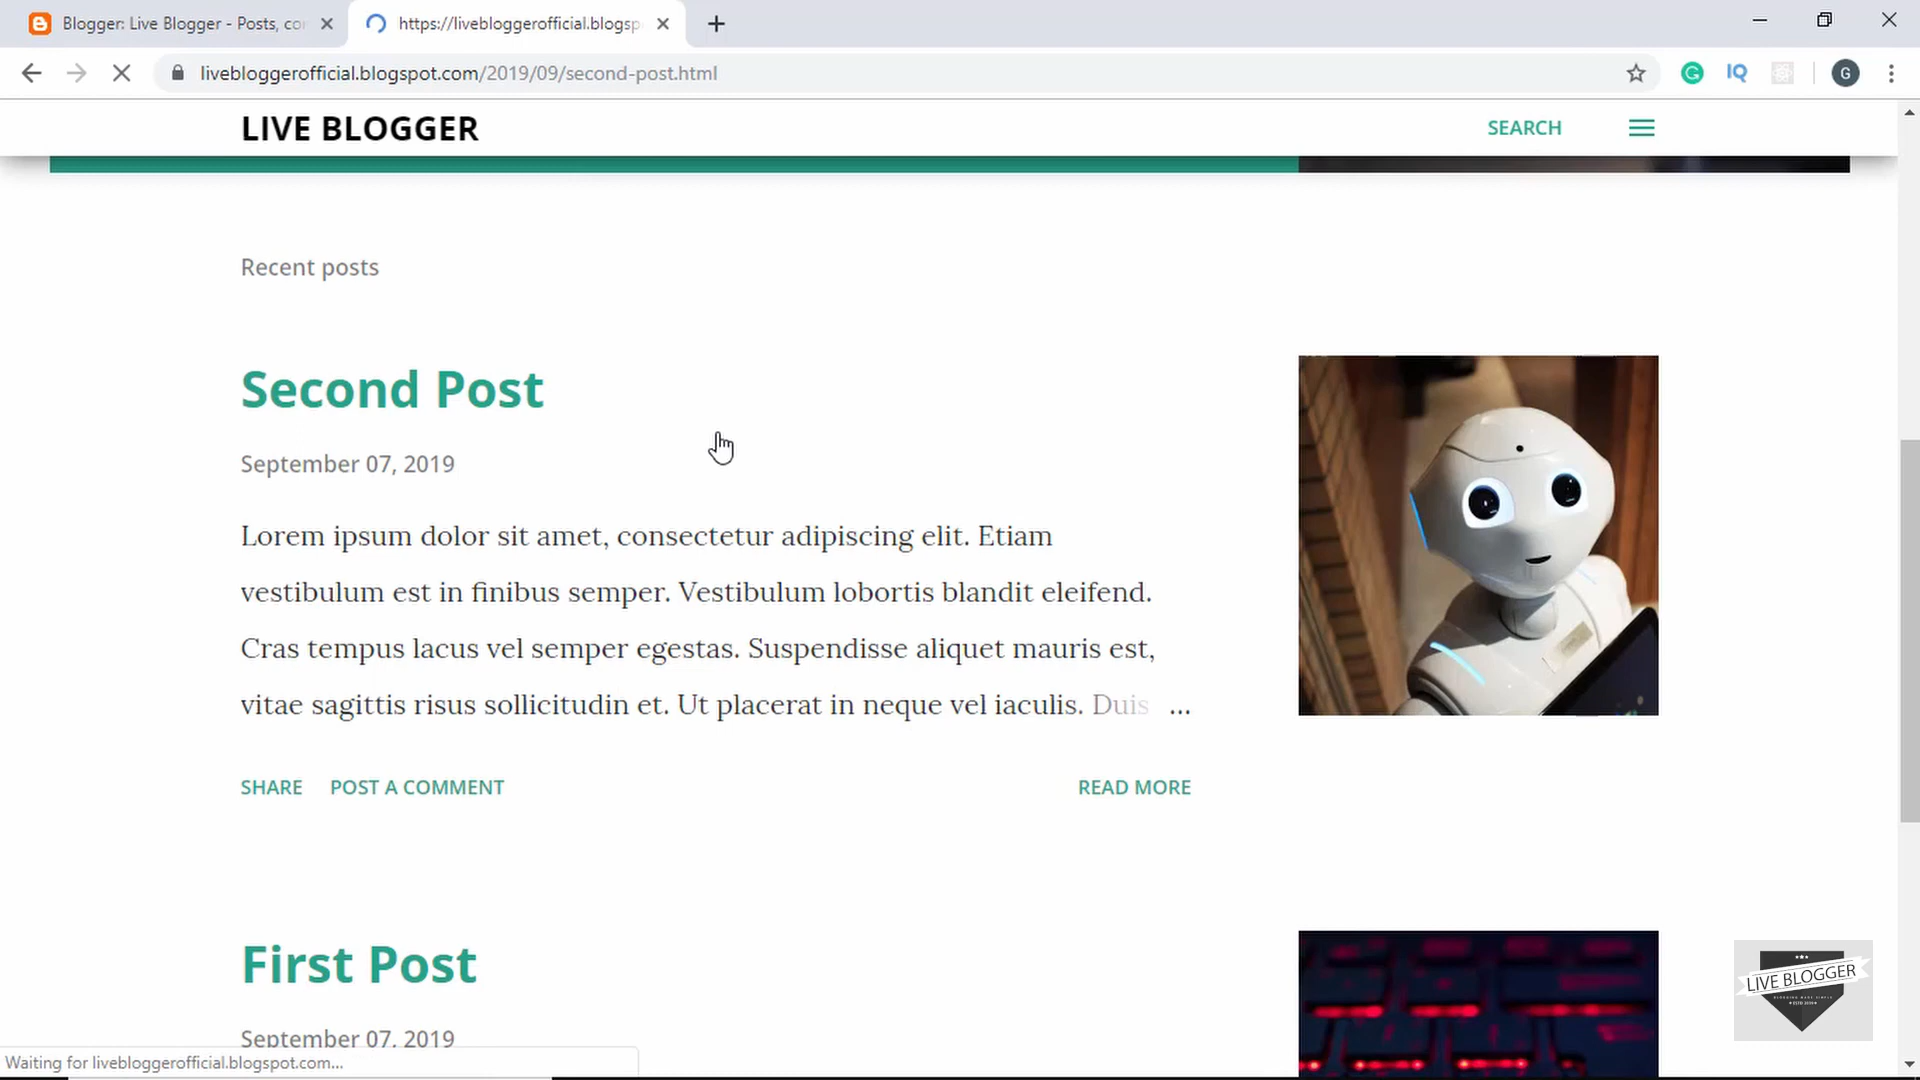 Blogger: Live Blogger - Posts, co
https://livebloggerofficial.blogsp
livebloggerofficial.blogspot.com/2019/09/second-post.html
IQ
G
LIVE BLOGGER
SEARCH
Recent posts
Second Post
September 07, 2019
Lorem ipsum dolor sit amet, consectetur adipiscing elit. Etiam
vestibulum est in finibus semper. Vestibulum lobortis blandit eleifend.
Cras tempus lacus vel semper egestas. Suspendisse aliquet mauris est,
vitae sagittis risus sollicitudin et. Ut placerat in neque vel iaculis. Duis ...
SHARE
POST A COMMENT
READ MORE
First Post
September 07, 2019
LIVE BLOGGER
Waiting for livebloggerofficial.blogspot.com...